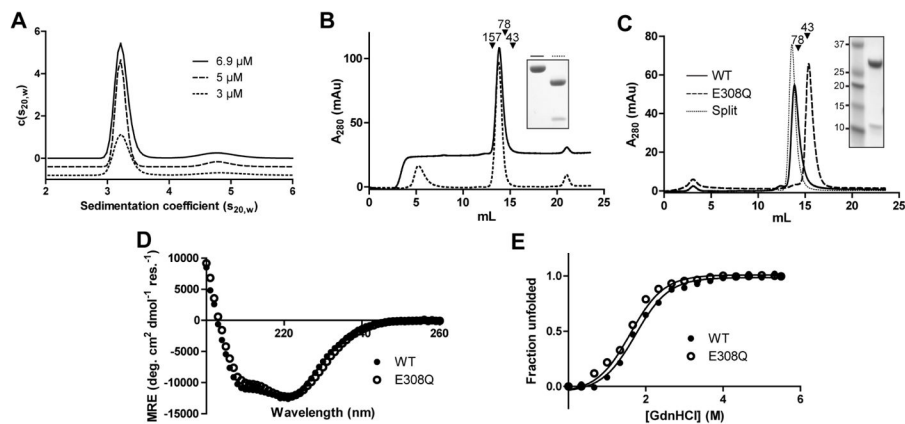 A
c(s20,w)
6
4
2
0
6.9 µM
5 µM
3 µM
2 3 4 5 6
Sedimentation coefficient (s20,w)
B
A280 (mAu)
100
50
0
157 78 43
0 5 10 15 20 25
mL
C
A280 (mAu)
80
60
40
20
0
78 43
WT
E308Q
Split
37
25
20
15
10
0 5 10 15 20 25
mL
D
MRE (deg. cm2 dmol-1 res.-1)
10000
5000
0
-5000
-10000
-15000
220 240 260
WT
E308Q
Wavelength (nm)
E
Fraction unfolded
1.0
0.5
0.0
WT
E308Q
0 2 4 6
[GdnHCl] (M)